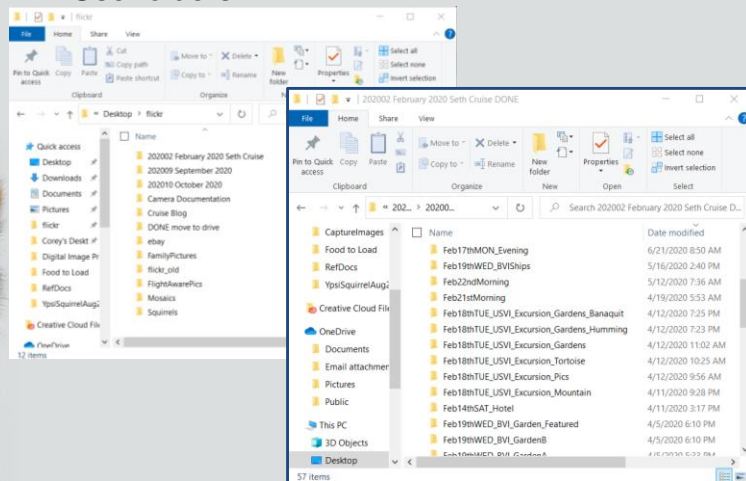 flickr
File Home Share View
Pin to Quick access
Copy
Paste
Cut
Copy path
Paste shortcut
Clipboard
Move to
Copy to
Delete
Rename
Organize
New folder
Properties
Select all
Select none
Invert selection
Desktop > flickr
Quick access
Desktop
Downloads
Documents
Pictures
flickr
Corey's Deskt
Digital Image Pr
Food to Load
RefDocs
YpsiSquirrelAug2
Creative Cloud File
OneDrive
12 items
Name
202002 February 2020 Seth Cruise
202009 September 2020
202010 October 2020
Camera Documentation
Cruise Blog
DONE move to drive
ebay
FamilyPictures
flickr_old
FlightAwarePics
Mosaics
Squirrels
202002 February 2020 Seth Cruise DONE
File Home Share View
Pin to Quick access
Copy
Paste
Clipboard
Move to
Copy to
Delete
Rename
Organize
New folder
New
Properties
Open
Select all
Select none
Invert selection
Select
« 202... > 20200...
Search 202002 February 2020 Seth Cruise D...
CaptureImages
Food to Load
RefDocs
YpsiSquirrelAug2
Creative Cloud File
OneDrive
Documents
Email attachmen
Pictures
Public
This PC
3D Objects
Desktop
57 items
Name Date modified
Feb17thMON_Evening 6/21/2020 8:50 AM
Feb19thWED_BVIShips 5/16/2020 2:40 PM
Feb22ndMorning 5/12/2020 7:36 AM
Feb21stMorning 4/19/2020 5:53 AM
Feb18thTUE_USVI_Excursion_Gardens_Banaquit 4/12/2020 7:25 PM
Feb18thTUE_USVI_Excursion_Gardens_Humming 4/12/2020 7:23 PM
Feb18thTUE_USVI_Excursion_Gardens 4/12/2020 11:02 AM
Feb18thTUE_USVI_Excursion_Tortoise 4/12/2020 10:25 AM
Feb18thTUE_USVI_Excursion_Pics 4/12/2020 9:56 AM
Feb18thTUE_USVI_Excursion_Mountain 4/11/2020 9:28 PM
Feb14thSAT_Hotel 4/11/2020 3:17 PM
Feb19thWED_BVI_Garden_Featured 4/5/2020 6:10 PM
Feb19thWED_BVI_GardenB 4/5/2020 6:10 PM
Feb19thWED_BVI_GardenA 4/5/2020 5:33 PM